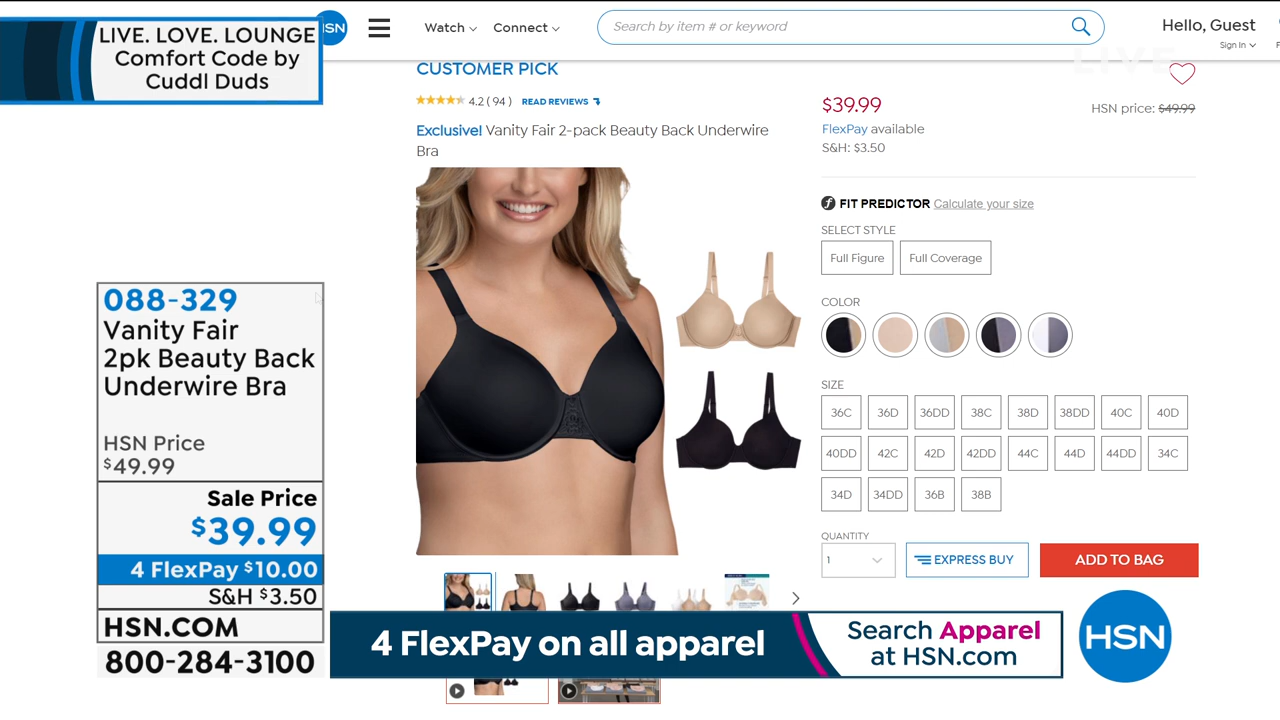 LIVE. LOVE. LOUNGE
Comfort Code by
Cuddl Duds
HSN
Watch
Connect
Search by item # or keyword
Hello, Guest
Sign In
LIVE
CUSTOMER PICK
4.2 ( 94 ) READ REVIEWS
Exclusive! Vanity Fair 2-pack Beauty Back Underwire
Bra
$39.99
HSN price: $49.99
FlexPay available
S&H: $3.50
FIT PREDICTOR Calculate your size
SELECT STYLE
Full Figure
Full Coverage
COLOR
SIZE
36C 36D 36DD 38C 38D 38DD 40C 40D
40DD 42C 42D 42DD 44C 44D 44DD 34C
34D 34DD 36B 38B
QUANTITY
1
EXPRESS BUY
ADD TO BAG
088-329
Vanity Fair
2pk Beauty Back
Underwire Bra
HSN Price
$49.99
Sale Price
$39.99
4 FlexPay $10.00
S&H $3.50
HSN.COM
800-284-3100
4 FlexPay on all apparel
Search Apparel
at HSN.com
HSN